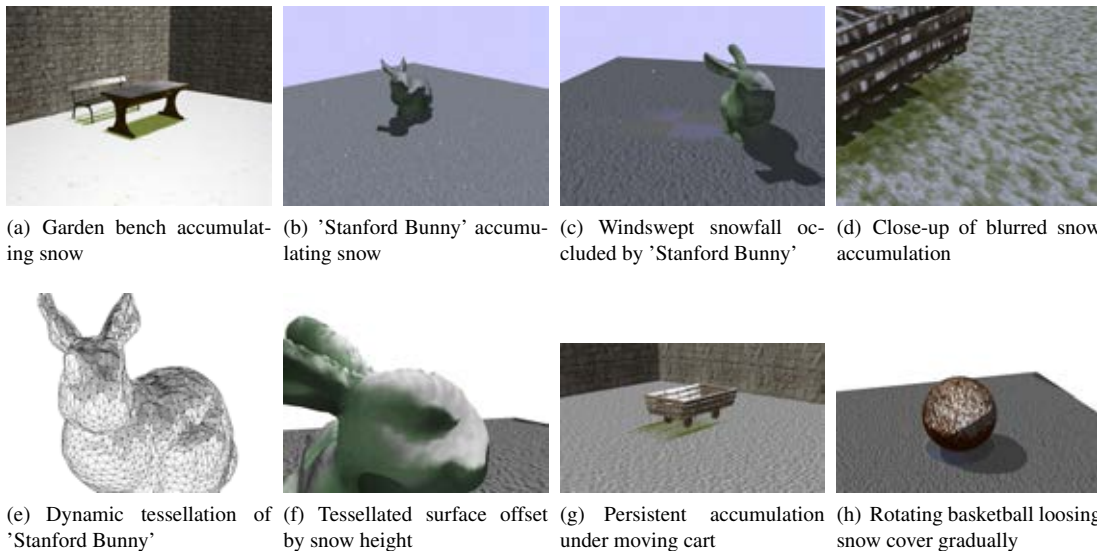 (a) Garden bench accumulat-
ing snow
(b) 'Stanford Bunny' accumu-
lating snow
(c) Windswept snowfall oc-
cluded by 'Stanford Bunny'
(d) Close-up of blurred snow
accumulation
(e) Dynamic tessellation of
'Stanford Bunny'
(f) Tessellated surface offset
by snow height
(g) Persistent accumulation
under moving cart
(h) Rotating basketball loosing
snow cover gradually